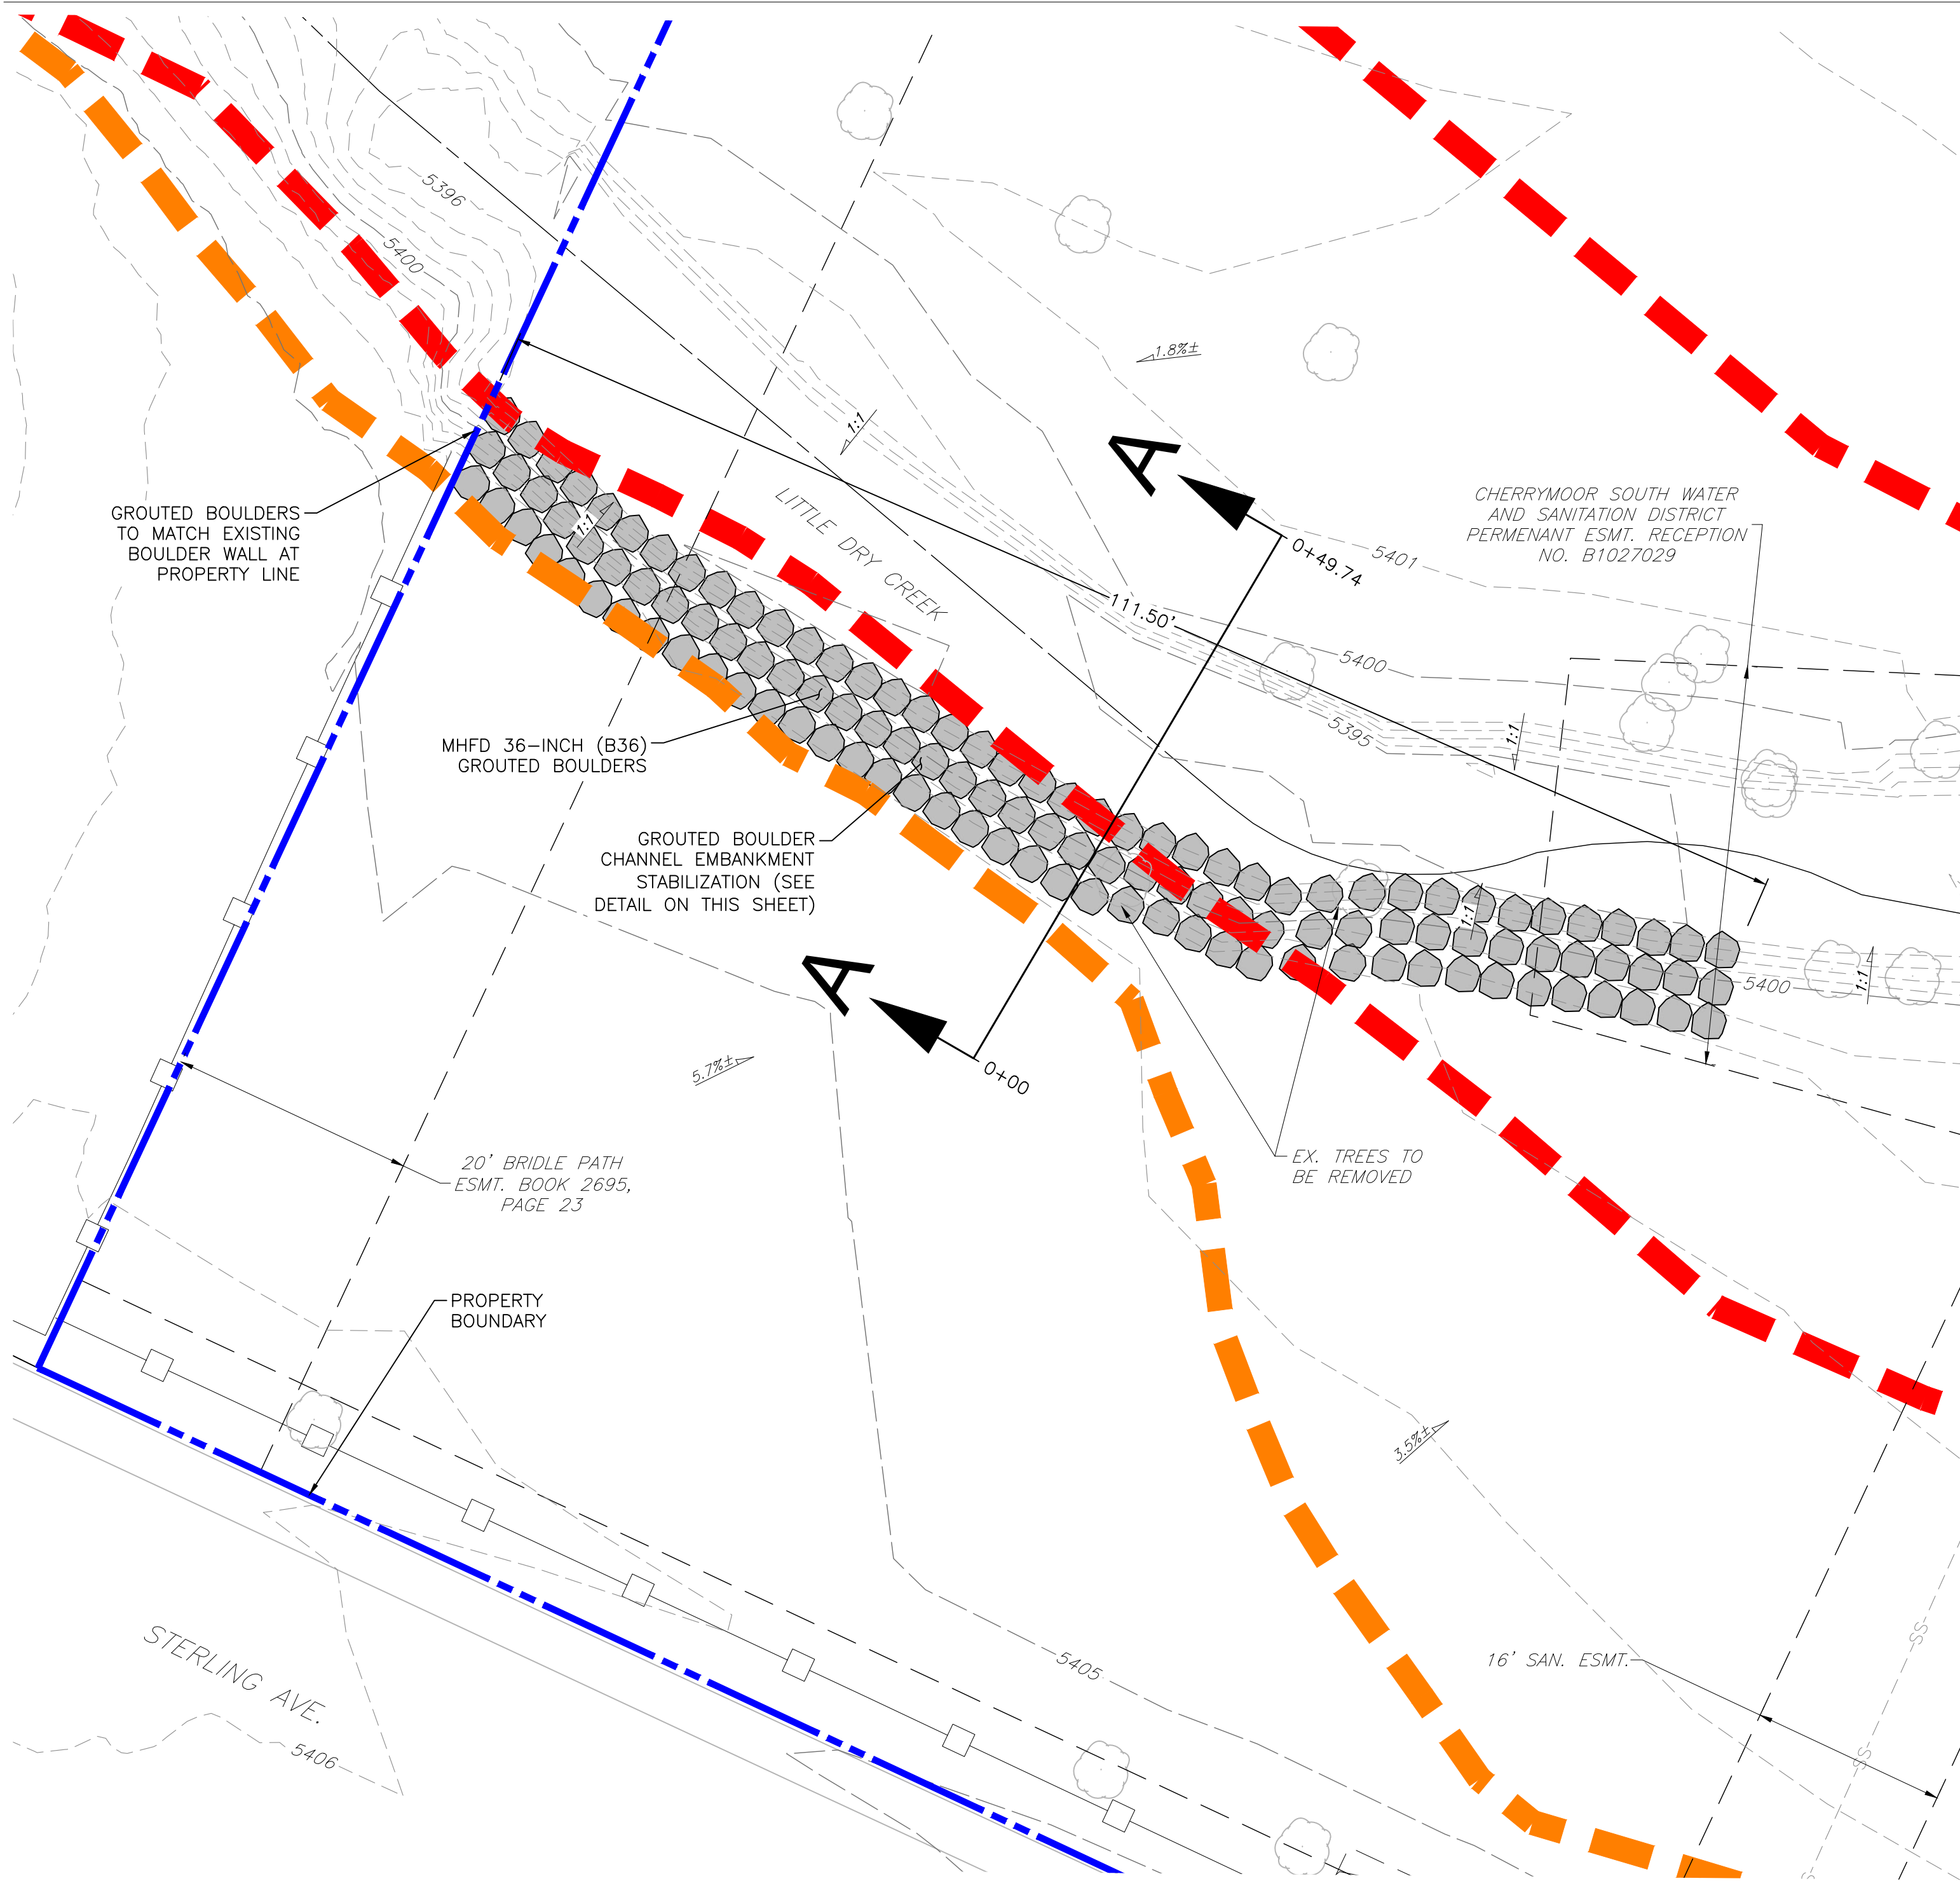 5396
5400
1.8%±
1:1
A
GROUTED BOULDERS
TO MATCH EXISTING
BOULDER WALL AT
PROPERTY LINE
1:1
LITTLE DRY CREEK
CHERRYMOOR SOUTH WATER
AND SANITATION DISTRICT
PERMENANT ESMT. RECEPTION
NO. B1027029
0+49.74
5401
111.50'
5400
5395
1:1
MHFD 36-INCH (B36)
GROUTED BOULDERS
GROUTED BOULDER
CHANNEL EMBANKMENT
STABILIZATION (SEE
DETAIL ON THIS SHEET)
1:1
5400
1:1
A
0+00
5.7%±
20' BRIDLE PATH
ESMT. BOOK 2695,
PAGE 23
EX. TREES TO
BE REMOVED
PROPERTY
BOUNDARY
3.5%±
STERLING AVE.
5406
5405
16' SAN. ESMT.
SS
SS